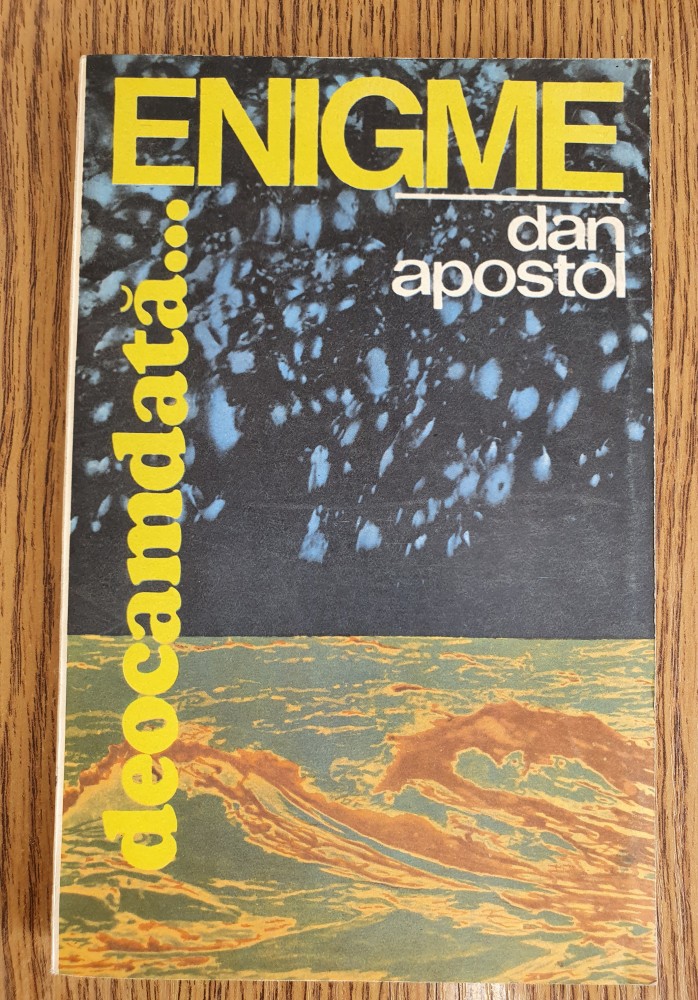 ENIGME
deocamdată...
dan
apostol